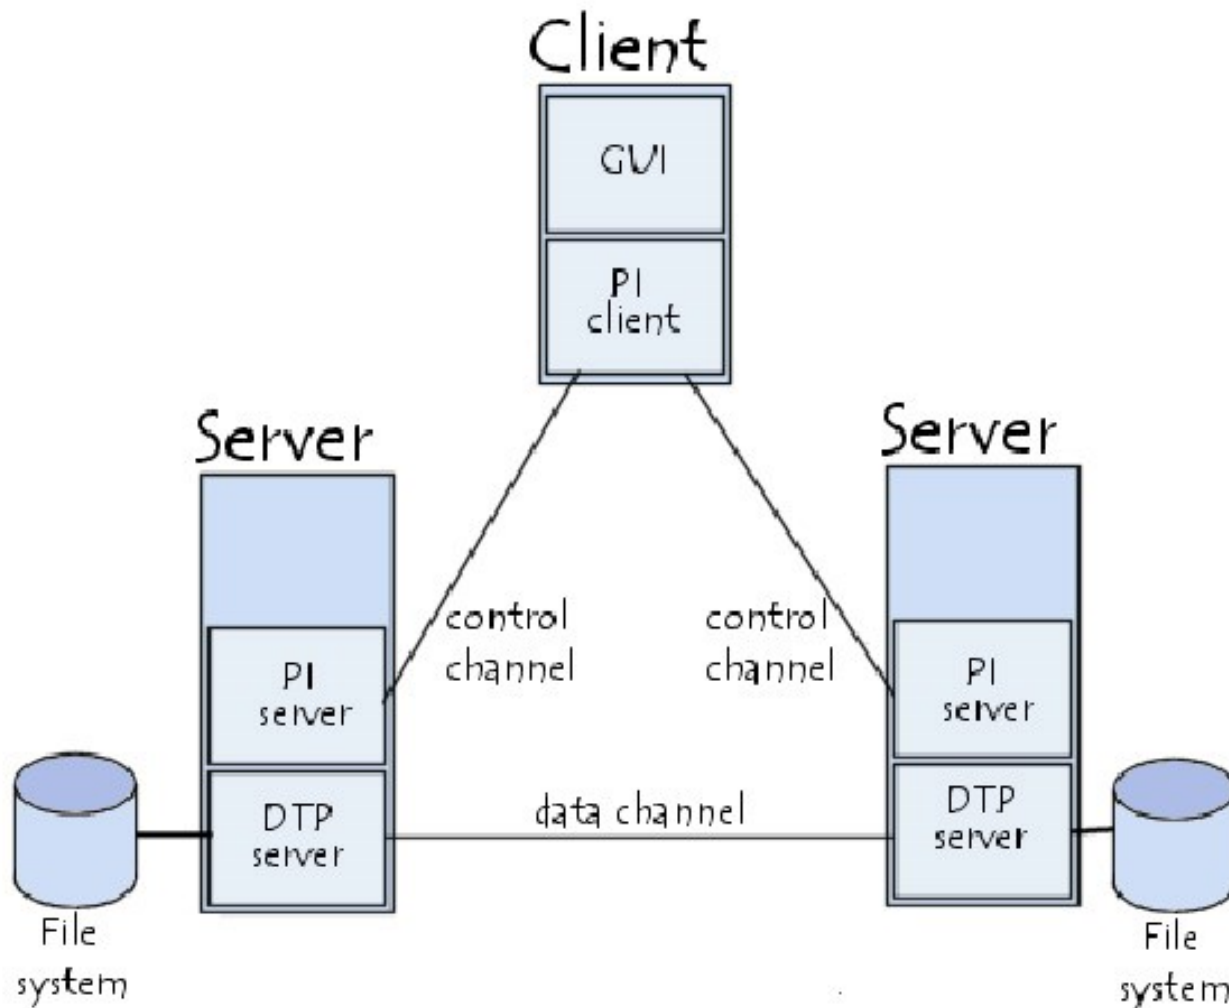 Client
GUI
PI
client
Server
Server
control
channel
control
channel
PI
server
PI
server
data channel
DTP
server
DTP
server
File
system
File
system